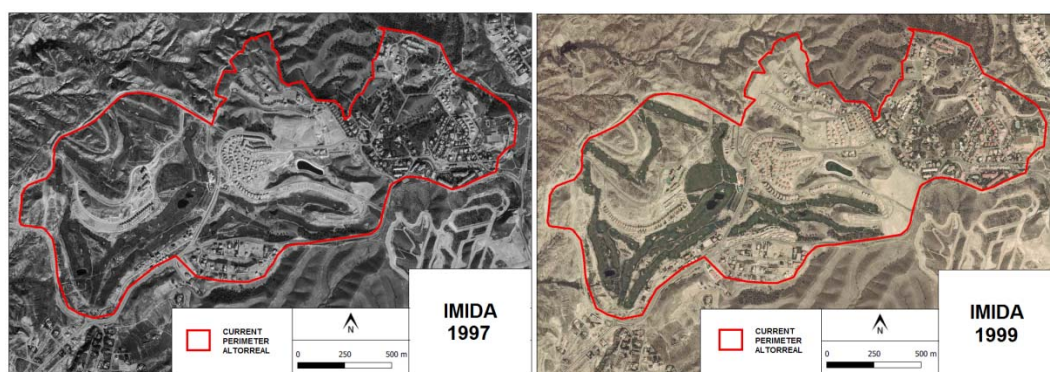 CURRENT
PERIMETER
ALTORREAL
0 250 500 m
IMIDA
1997
CURRENT
PERIMETER
ALTORREAL
0 250 500 m
IMIDA
1999